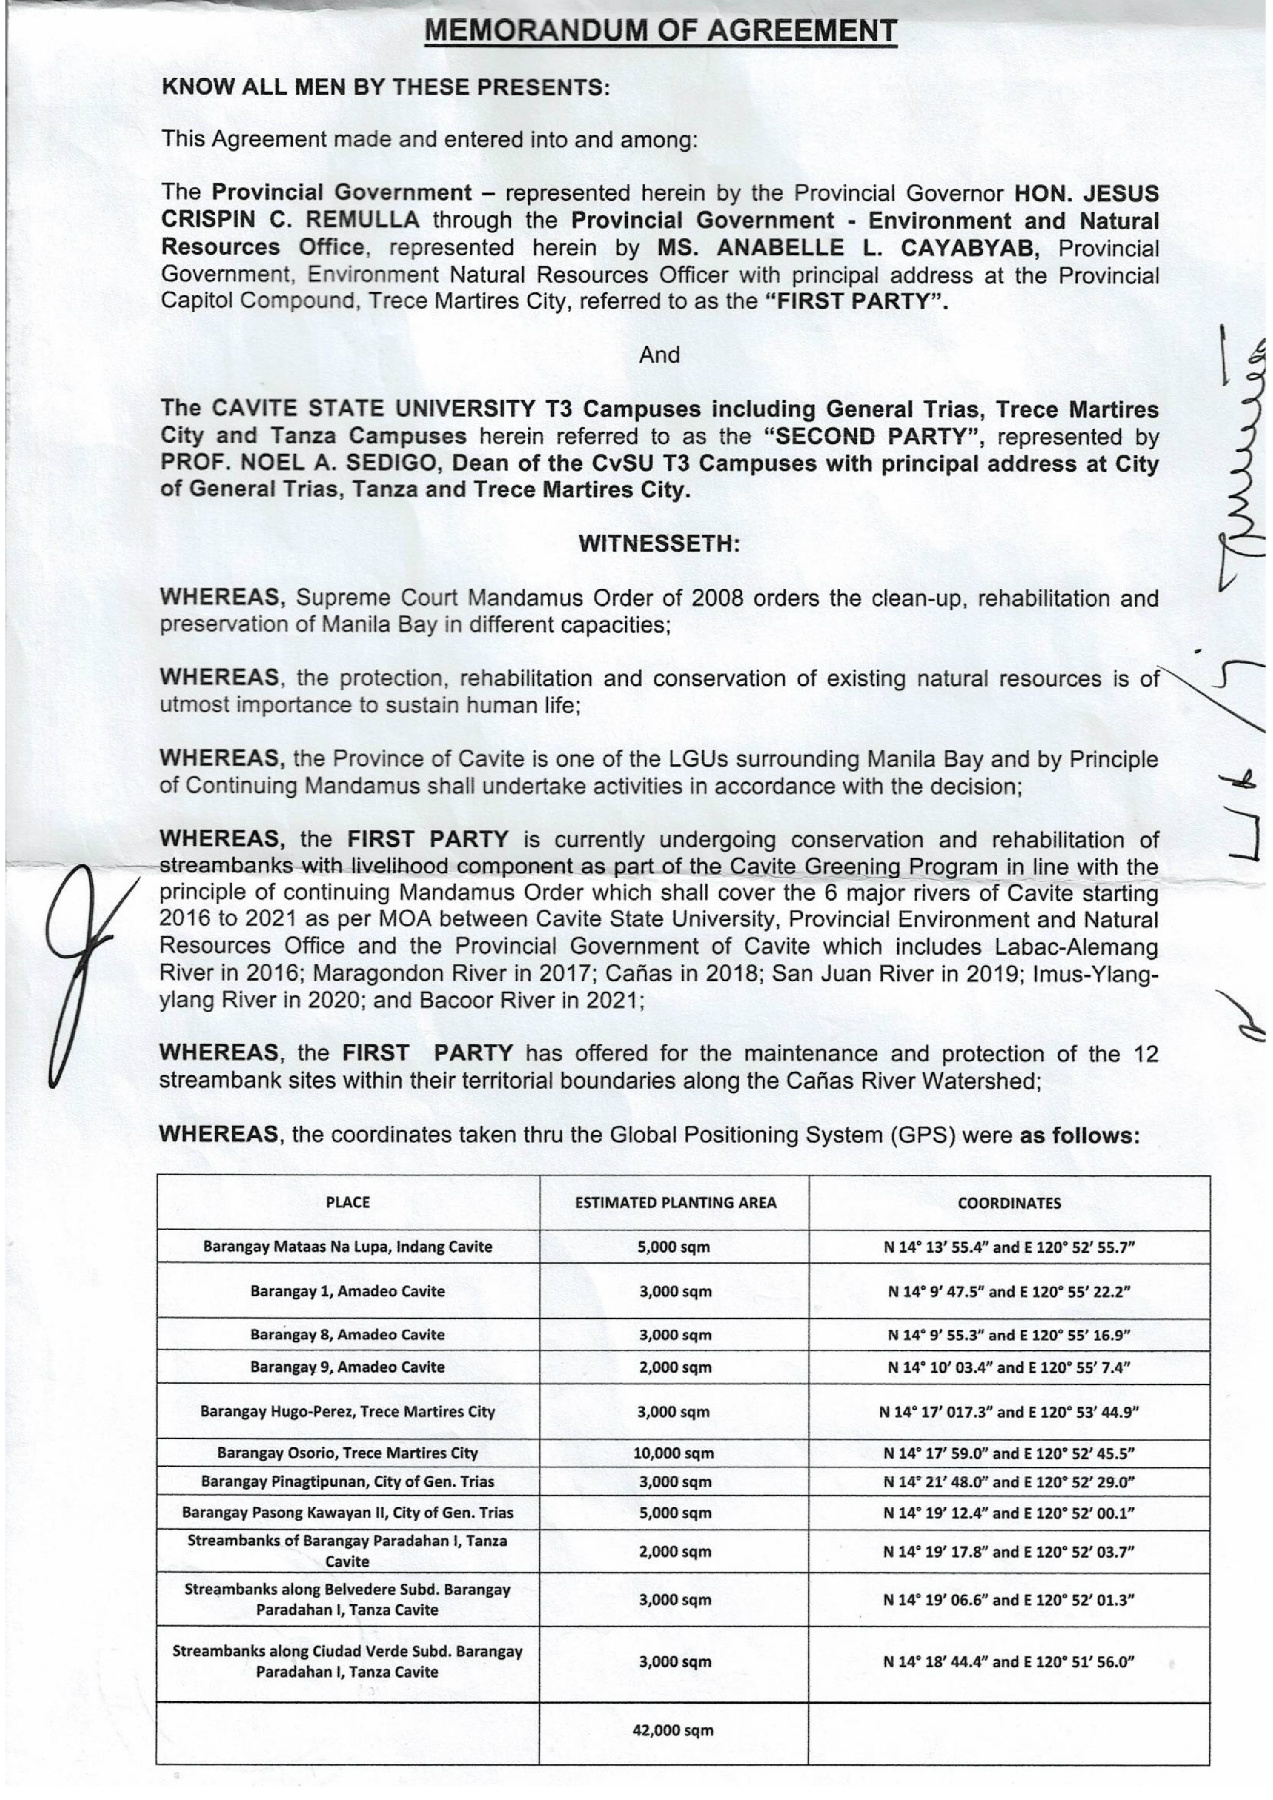 MEMORANDUM OF AGREEMENT
KNOW ALL MEN BY THESE PRESENTS:
This Agreement made and entered into and among:
The Provincial Government – represented herein by the Provincial Governor HON. JESUS
CRISPIN C. REMULLA through the Provincial Government - Environment and Natural
Resources Office, represented herein by MS. ANABELLE L. CAYABYAB, Provincial
Government, Environment Natural Resources Officer with principal address at the Provincial
Capitol Compound, Trece Martires City, referred to as the “FIRST PARTY”.
And
The CAVITE STATE UNIVERSITY T3 Campuses including General Trias, Trece Martires
City and Tanza Campuses herein referred to as the “SECOND PARTY”, represented by
PROF. NOEL A. SEDIGO, Dean of the CvSU T3 Campuses with principal address at City
of General Trias, Tanza and Trece Martires City.
WITNESSETH:
WHEREAS, Supreme Court Mandamus Order of 2008 orders the clean-up, rehabilitation and
preservation of Manila Bay in different capacities;
WHEREAS, the protection, rehabilitation and conservation of existing natural resources is of
utmost importance to sustain human life;
WHEREAS, the Province of Cavite is one of the LGUs surrounding Manila Bay and by Principle
of Continuing Mandamus shall undertake activities in accordance with the decision;
WHEREAS, the FIRST PARTY is currently undergoing conservation and rehabilitation of
streambanks with livelihood component as part of the Cavite Greening Program in line with the
principle of continuing Mandamus Order which shall cover the 6 major rivers of Cavite starting
2016 to 2021 as per MOA between Cavite State University, Provincial Environment and Natural
Resources Office and the Provincial Government of Cavite which includes Labac-Alemang
River in 2016; Maragondon River in 2017; Cañas in 2018; San Juan River in 2019; Imus-Ylang-
ylang River in 2020; and Bacoor River in 2021;
WHEREAS, the FIRST PARTY has offered for the maintenance and protection of the 12
streambank sites within their territorial boundaries along the Cañas River Watershed;
WHEREAS, the coordinates taken thru the Global Positioning System (GPS) were as follows:
PLACE ESTIMATED PLANTING AREA COORDINATES
Barangay Mataas Na Lupa, Indang Cavite 5,000 sqm N 14° 13’ 55.4” and E 120° 52’ 55.7”
Barangay 1, Amadeo Cavite 3,000 sqm N 14° 9’ 47.5” and E 120° 55’ 22.2”
Barangay 8, Amadeo Cavite 3,000 sqm N 14° 9’ 55.3” and E 120° 55’ 16.9”
Barangay 9, Amadeo Cavite 2,000 sqm N 14° 10’ 03.4” and E 120° 55’ 7.4”
Barangay Hugo-Perez, Trece Martires City 3,000 sqm N 14° 17’ 017.3” and E 120° 53’ 44.9”
Barangay Osorio, Trece Martires City 10,000 sqm N 14° 17’ 59.0” and E 120° 52’ 45.5”
Barangay Pinagtipunan, City of Gen. Trias 3,000 sqm N 14° 21’ 48.0” and E 120° 52’ 29.0”
Barangay Pasong Kawayan II, City of Gen. Trias 5,000 sqm N 14° 19’ 12.4” and E 120° 52’ 00.1”
Streambanks of Barangay Paradahan I, Tanza
Cavite 2,000 sqm N 14° 19’ 17.8” and E 120° 52’ 03.7”
Streambanks along Belvedere Subd. Barangay
Paradahan I, Tanza Cavite 3,000 sqm N 14° 19’ 06.6” and E 120° 52’ 01.3”
Streambanks along Ciudad Verde Subd. Barangay
Paradahan I, Tanza Cavite 3,000 sqm N 14° 18’ 44.4” and E 120° 51’ 56.0”
42,000 sqm